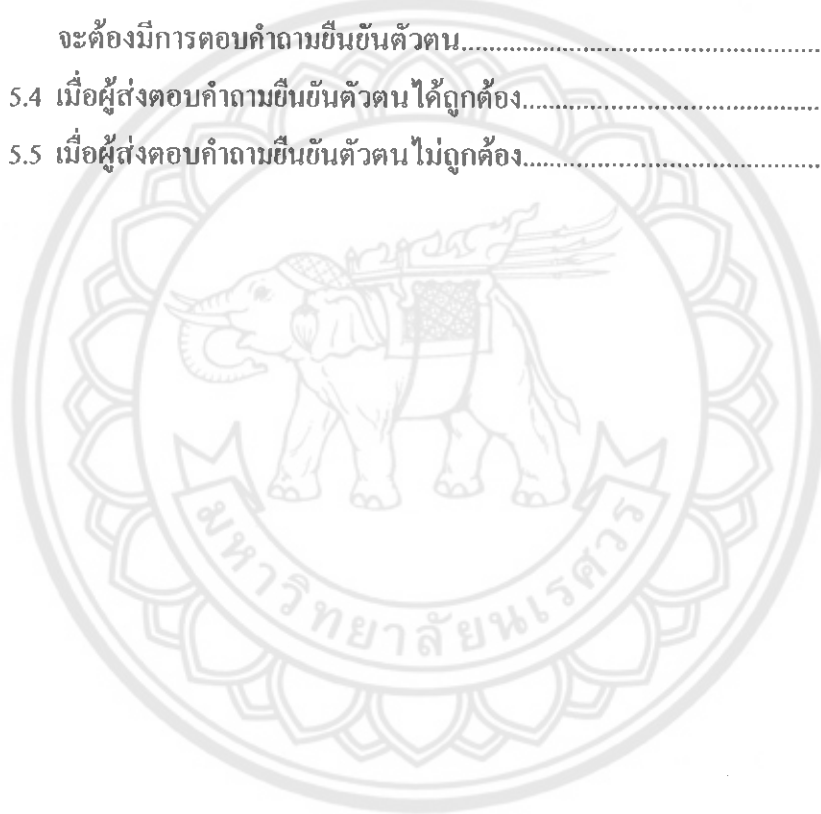 จะต้องมีการตอบคำถามยืนยันตัวตน......................................................
5.4 เมื่อผู้ส่งตอบคำถามยืนยันตัวตนได้ถูกต้อง.............................................
5.5 เมื่อผู้ส่งตอบคำถามยืนยันตัวตนไม่ถูกต้อง.............................................
มหาวิทยาลัยนเรศวร